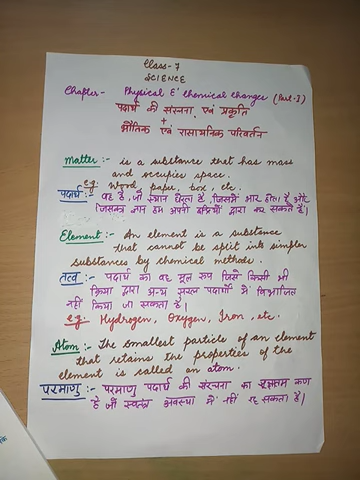 Class-7
SCIENCE
Chapter- Physical & Chemical Changes (Part-I)
पदार्थ की संरचना एवं प्रकृति
+
भौतिक एवं रासायनिक परिवर्तन
Matter:- is a substance that has mass
and occupies space.
e.g. Wood, paper, box, etc.
पदार्थ:- वह है, जो स्थान घेरता है, जिसमें भार होता है और
जिसका ज्ञान हम अपनी इंद्रियों द्वारा कर सकते हैं।
Element:- An element is a substance
that cannot be split into simpler
substances by chemical methods.
तत्व:- पदार्थ का वह मूल रूप जिसे किसी भी
क्रिया द्वारा अन्य सरल पदार्थों में विभाजित
नहीं किया जा सकता है।
e.g. Hydrogen, Oxygen, Iron, etc.
Atom:- The smallest particle of an element
that retains the properties of the
element is called an atom.
परमाणु:- परमाणु पदार्थ की संरचना का सूक्ष्मतम कण
है जो स्वतंत्र अवस्था में नहीं रह सकता है।